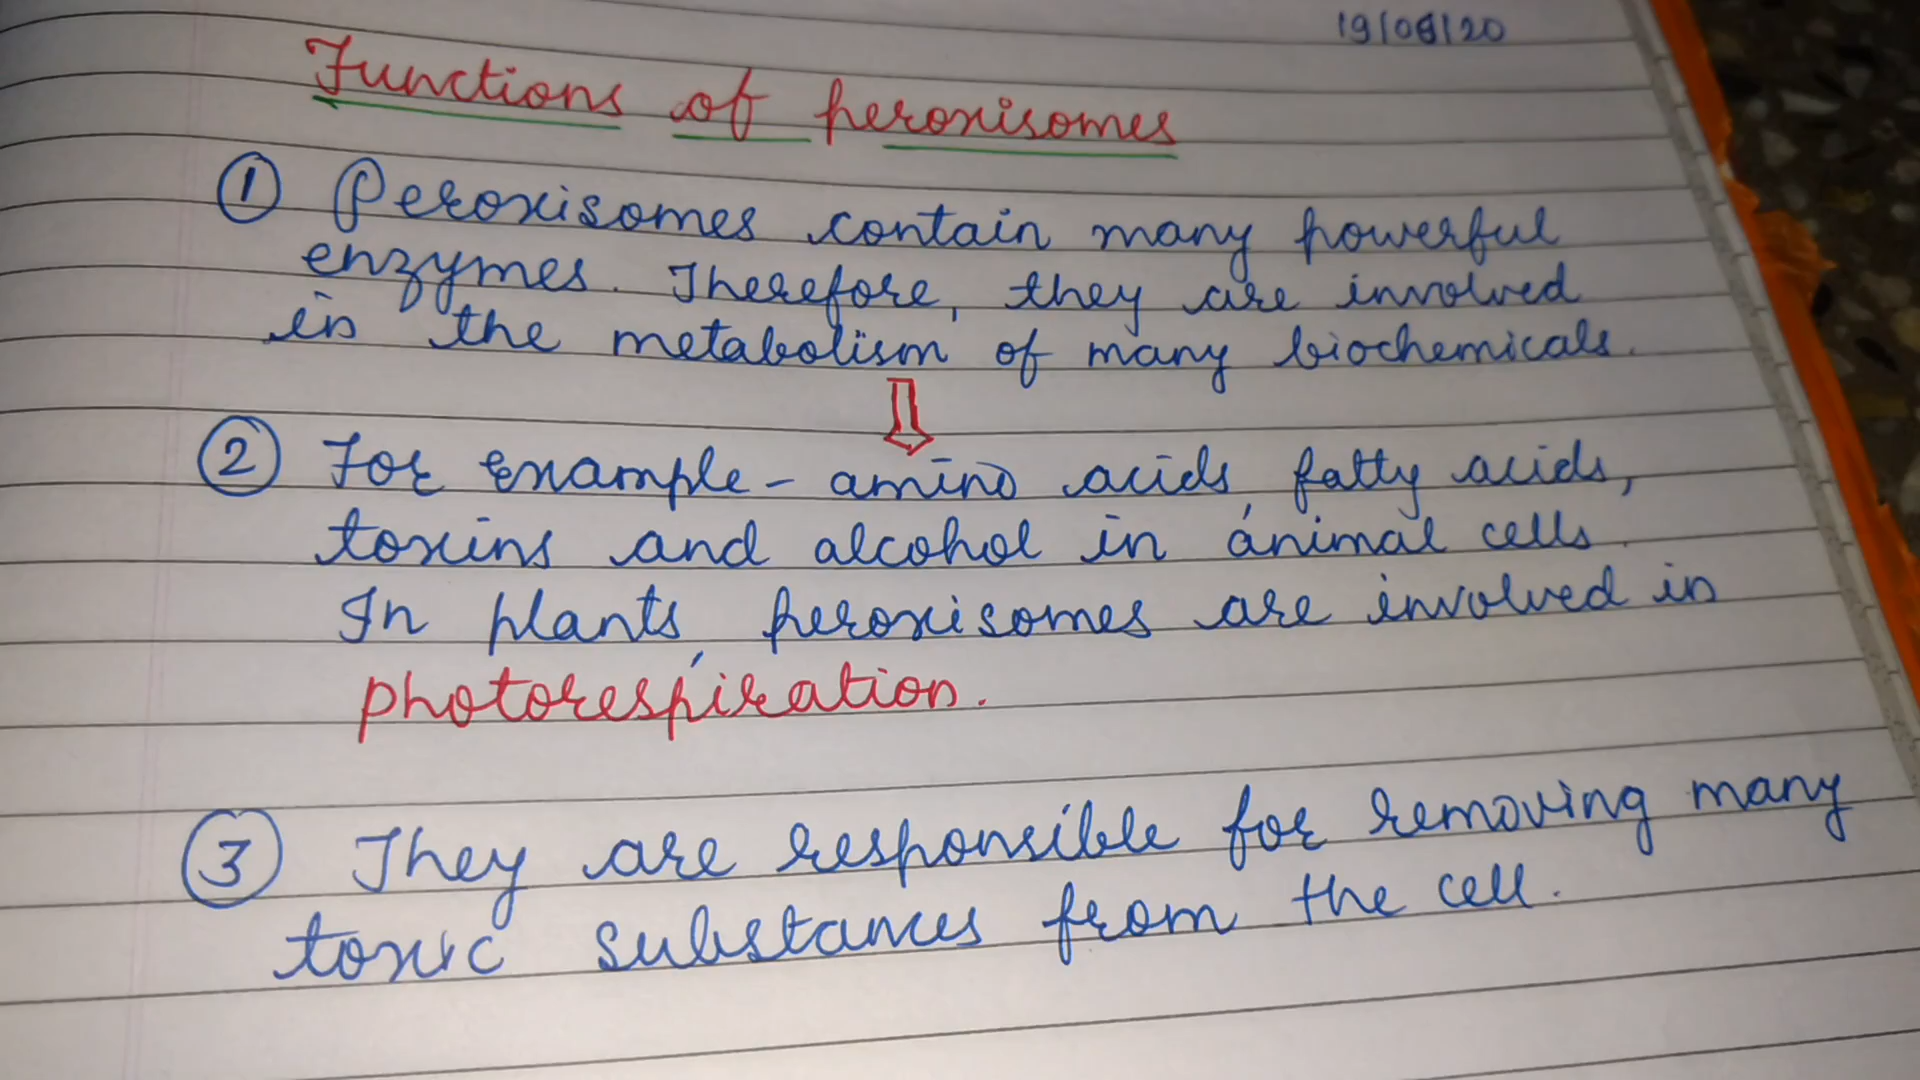 19/08/20
Functions of peroxisomes
① Peroxisomes contain many powerful
enzymes. Therefore, they are involved
in the metabolism of many biochemicals.
② For example - amino acids, fatty acids,
toxins and alcohol in animal cells.
In plants, peroxisomes are involved in
photorespiration.
③ They are responsible for removing many
toxic substances from the cell.